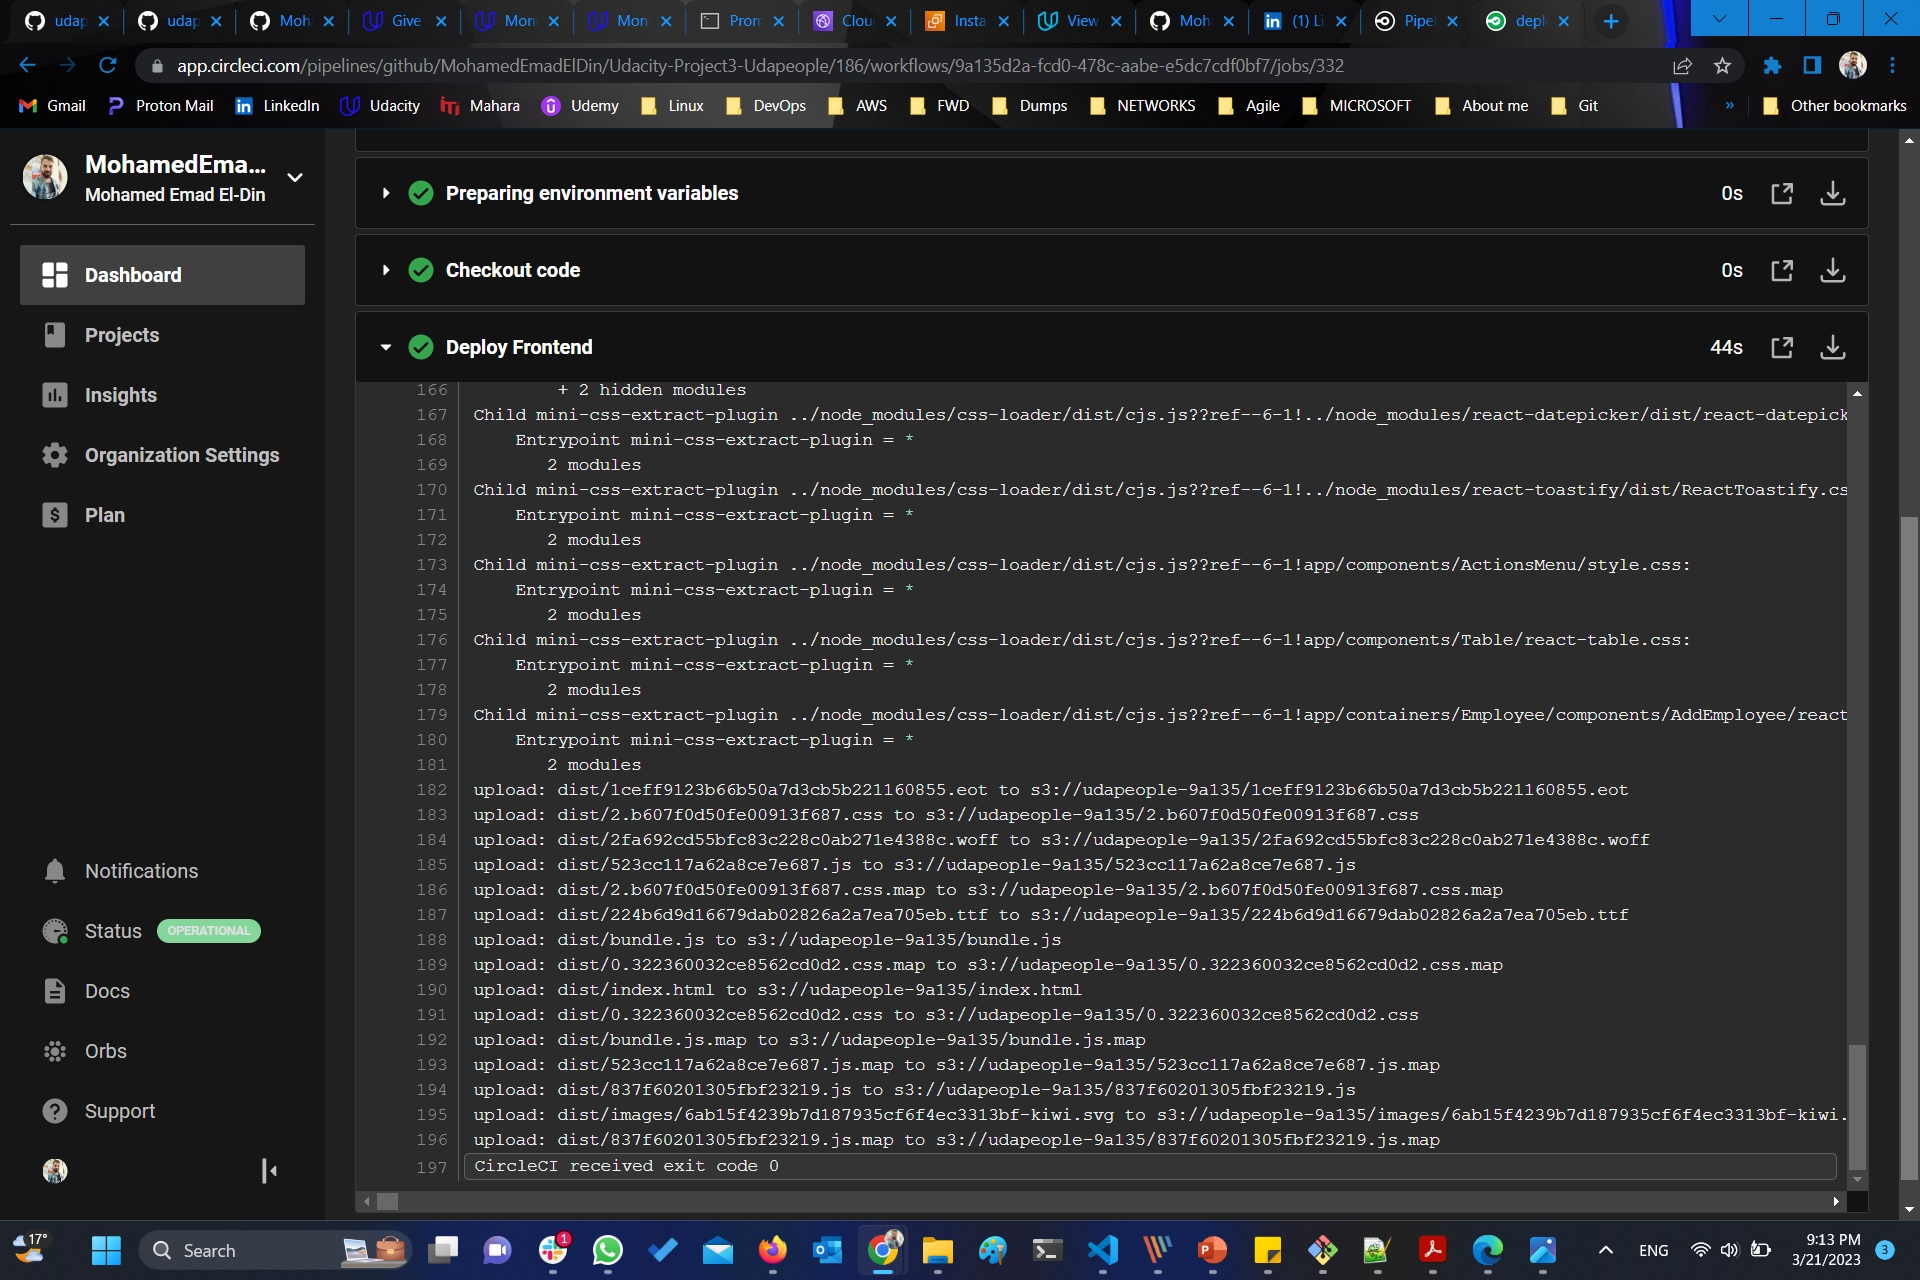 udap
udap
Moh
Give
Moni
Moni
Prom
Clou
Insta
View
Moh
(1) Li
Pipel
depl
app.circleci.com/pipelines/github/MohamedEmadElDin/Udacity-Project3-Udapeople/186/workflows/9a135d2a-fcd0-478c-aabe-e5dc7cdf0bf7/jobs/332
Gmail
Proton Mail
LinkedIn
Udacity
Mahara
Udemy
Linux
DevOps
AWS
FWD
Dumps
NETWORKS
Agile
MICROSOFT
About me
Git
»
Other bookmarks
MohamedEma...
Mohamed Emad El-Din
Dashboard
Projects
Insights
Organization Settings
Plan
Notifications
Status OPERATIONAL
Docs
Orbs
Support
Preparing environment variables 0s
Checkout code 0s
Deploy Frontend 44s
166 + 2 hidden modules
167 Child mini-css-extract-plugin ../node_modules/css-loader/dist/cjs.js??ref--6-1!../node_modules/react-datepicker/dist/react-datepick
168 Entrypoint mini-css-extract-plugin = *
169 2 modules
170 Child mini-css-extract-plugin ../node_modules/css-loader/dist/cjs.js??ref--6-1!../node_modules/react-toastify/dist/ReactToastify.cs
171 Entrypoint mini-css-extract-plugin = *
172 2 modules
173 Child mini-css-extract-plugin ../node_modules/css-loader/dist/cjs.js??ref--6-1!app/components/ActionsMenu/style.css:
174 Entrypoint mini-css-extract-plugin = *
175 2 modules
176 Child mini-css-extract-plugin ../node_modules/css-loader/dist/cjs.js??ref--6-1!app/components/Table/react-table.css:
177 Entrypoint mini-css-extract-plugin = *
178 2 modules
179 Child mini-css-extract-plugin ../node_modules/css-loader/dist/cjs.js??ref--6-1!app/containers/Employee/components/AddEmployee/react
180 Entrypoint mini-css-extract-plugin = *
181 2 modules
182 upload: dist/1ceff9123b66b50a7d3cb5b221160855.eot to s3://udapeople-9a135/1ceff9123b66b50a7d3cb5b221160855.eot
183 upload: dist/2.b607f0d50fe00913f687.css to s3://udapeople-9a135/2.b607f0d50fe00913f687.css
184 upload: dist/2fa692cd55bfc83c228c0ab271e4388c.woff to s3://udapeople-9a135/2fa692cd55bfc83c228c0ab271e4388c.woff
185 upload: dist/523cc117a62a8ce7e687.js to s3://udapeople-9a135/523cc117a62a8ce7e687.js
186 upload: dist/2.b607f0d50fe00913f687.css.map to s3://udapeople-9a135/2.b607f0d50fe00913f687.css.map
187 upload: dist/224b6d9d16679dab02826a2a7ea705eb.ttf to s3://udapeople-9a135/224b6d9d16679dab02826a2a7ea705eb.ttf
188 upload: dist/bundle.js to s3://udapeople-9a135/bundle.js
189 upload: dist/0.322360032ce8562cd0d2.css.map to s3://udapeople-9a135/0.322360032ce8562cd0d2.css.map
190 upload: dist/index.html to s3://udapeople-9a135/index.html
191 upload: dist/0.322360032ce8562cd0d2.css to s3://udapeople-9a135/0.322360032ce8562cd0d2.css
192 upload: dist/bundle.js.map to s3://udapeople-9a135/bundle.js.map
193 upload: dist/523cc117a62a8ce7e687.js.map to s3://udapeople-9a135/523cc117a62a8ce7e687.js.map
194 upload: dist/837f60201305fbf23219.js to s3://udapeople-9a135/837f60201305fbf23219.js
195 upload: dist/images/6ab15f4239b7d187935cf6f4ec3313bf-kiwi.svg to s3://udapeople-9a135/images/6ab15f4239b7d187935cf6f4ec3313bf-kiwi.
196 upload: dist/837f60201305fbf23219.js.map to s3://udapeople-9a135/837f60201305fbf23219.js.map
197 CircleCI received exit code 0
17°
Search
1
ENG
9:13 PM
3/21/2023
3